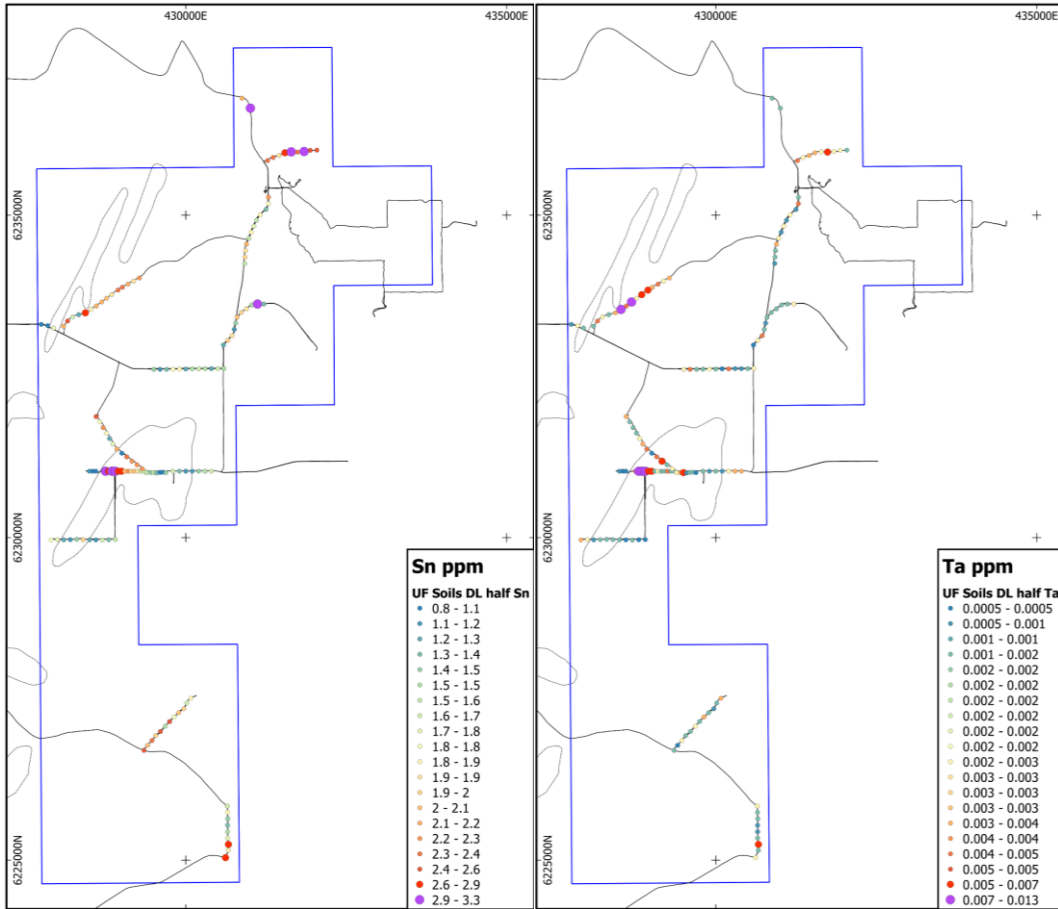 430000E
435000E
6235000N
6230000N
6225000N
Sn ppm
UF Soils DL half Sn
0.8 - 1.1
1.1 - 1.2
1.2 - 1.3
1.3 - 1.4
1.4 - 1.5
1.5 - 1.5
1.5 - 1.6
1.6 - 1.7
1.7 - 1.8
1.8 - 1.8
1.8 - 1.9
1.9 - 1.9
1.9 - 2
2 - 2.1
2.1 - 2.2
2.2 - 2.3
2.3 - 2.4
2.4 - 2.6
2.6 - 2.9
2.9 - 3.3
430000E
435000E
6235000N
6230000N
6225000N
Ta ppm
UF Soils DL half Ta
0.0005 - 0.0005
0.0005 - 0.001
0.001 - 0.001
0.001 - 0.002
0.002 - 0.002
0.002 - 0.002
0.002 - 0.002
0.002 - 0.002
0.002 - 0.002
0.002 - 0.002
0.002 - 0.003
0.003 - 0.003
0.003 - 0.003
0.003 - 0.003
0.003 - 0.004
0.004 - 0.004
0.004 - 0.005
0.005 - 0.005
0.005 - 0.007
0.007 - 0.013